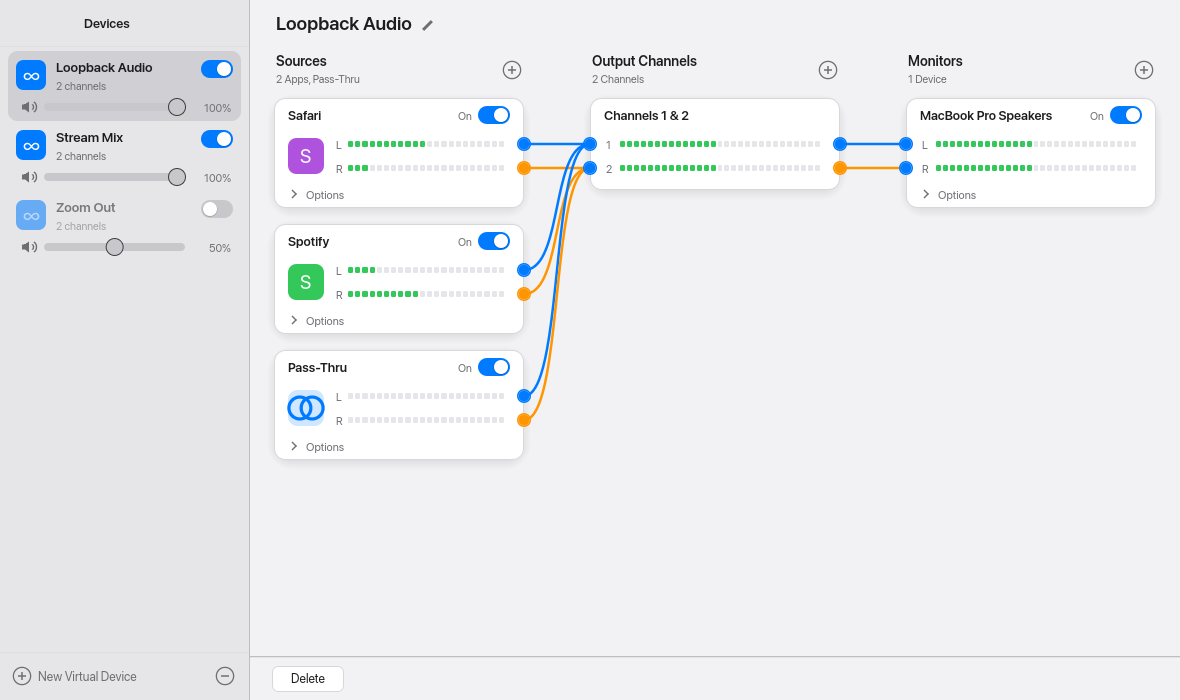 Devices
Loopback Audio
2 channels
100%
Stream Mix
2 channels
100%
Zoom Out
2 channels
50%
New Virtual Device
Loopback Audio
Sources
2 Apps, Pass-Thru
Safari
On
S
L
R
Options
Spotify
On
S
L
R
Options
Pass-Thru
On
L
R
Options
Output Channels
2 Channels
Channels 1 & 2
1
2
Monitors
1 Device
MacBook Pro Speakers
On
L
R
Options
Delete